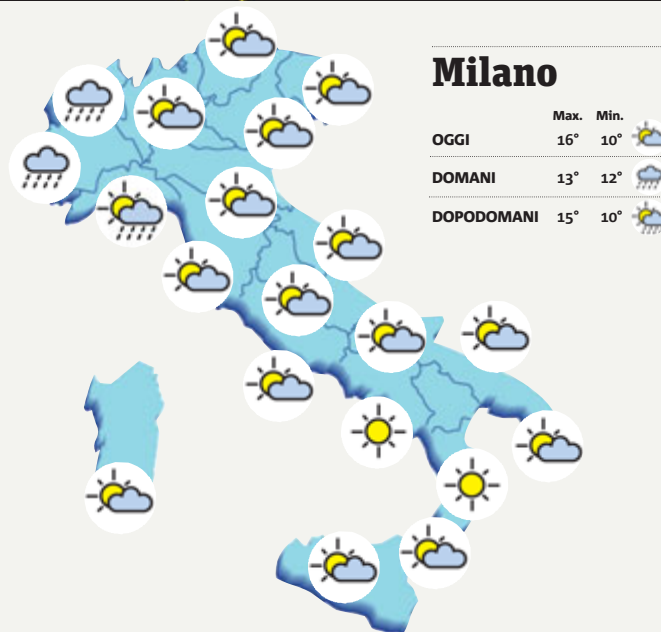 Milano
Max. Min.
OGGI 16° 10°
DOMANI 13° 12°
DOPODOMANI 15° 10°